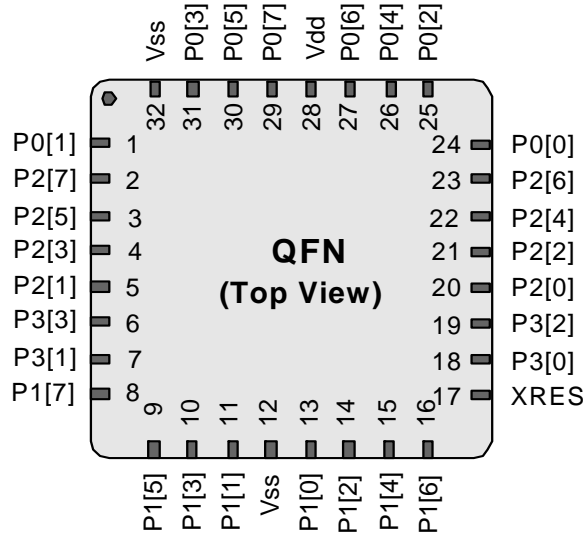 Vss P0[3] P0[5] P0[7] Vdd P0[6] P0[4] P0[2]
32 31 30 29 28 27 26 25
P0[1] 1 24 P0[0]
P2[7] 2 23 P2[6]
P2[5] 3 22 P2[4]
P2[3] 4 21 P2[2]
P2[1] 5 20 P2[0]
P3[3] 6 19 P3[2]
P3[1] 7 18 P3[0]
P1[7] 8 17 XRES
QFN
(Top View)
9 10 11 12 13 14 15 16
P1[5] P1[3] P1[1] Vss P1[0] P1[2] P1[4] P1[6]